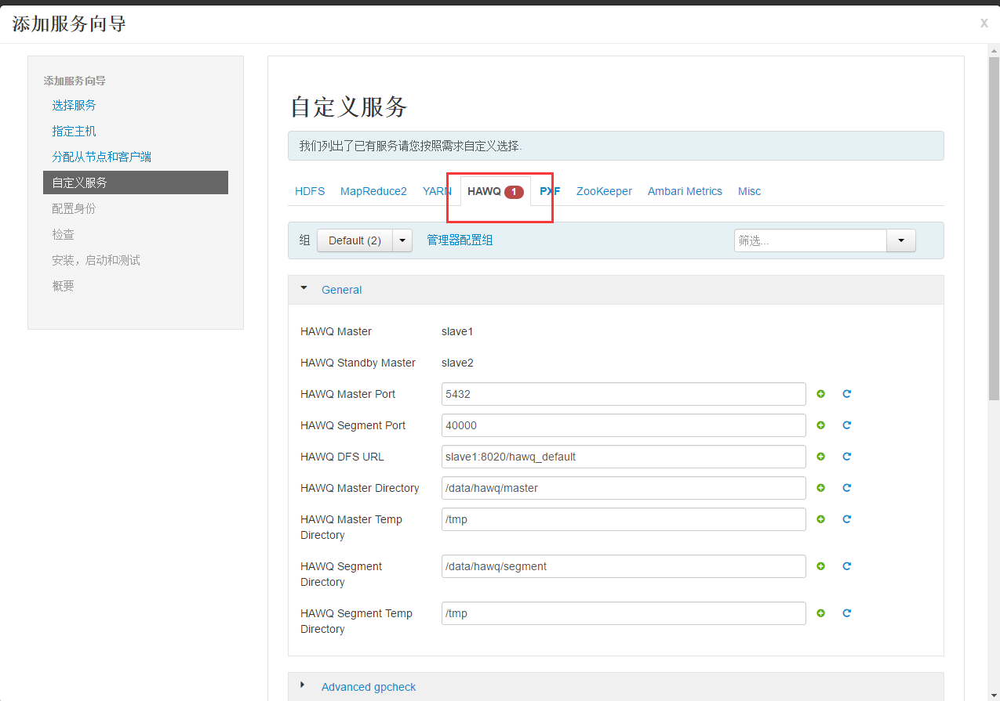 添加服务向导
x
添加服务向导
选择服务
指定主机
分配从节点和客户端
自定义服务
配置身份
检查
安装，启动和测试
概要
自定义服务
我们列出了已有服务请您按照需求自定义选择.
HDFS MapReduce2 YARN HAWQ 1 PXF ZooKeeper Ambari Metrics Misc
组 Default (2) 管理器配置组 筛选...
General
HAWQ Master slave1
HAWQ Standby Master slave2
HAWQ Master Port 5432
HAWQ Segment Port 40000
HAWQ DFS URL slave1:8020/hawq_default
HAWQ Master Directory /data/hawq/master
HAWQ Master Temp /tmp
Directory
HAWQ Segment /data/hawq/segment
Directory
HAWQ Segment Temp /tmp
Directory
Advanced gpcheck